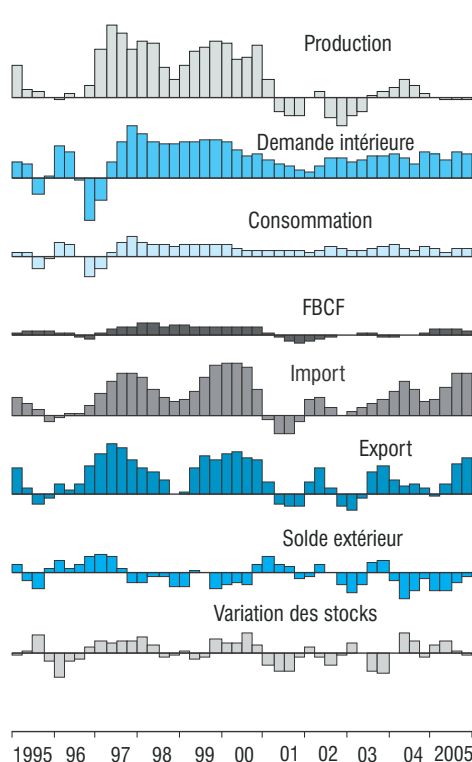 Production
Demande intérieure
Consommation
FBCF
Import
Export
Solde extérieur
Variation des stocks
1995 96 97 98 99 00 01 02 03 04 2005